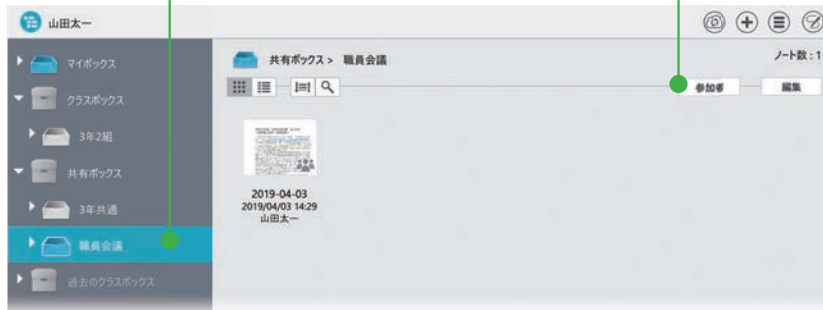 山田太一
マイボックス
クラスボックス
3年2組
共有ボックス
3年共通
職員会議
過去のクラスボックス
共有ボックス > 職員会議
ノート数 : 1
参加者
編集
2019-04-03
2019/04/03 14:29
山田太一